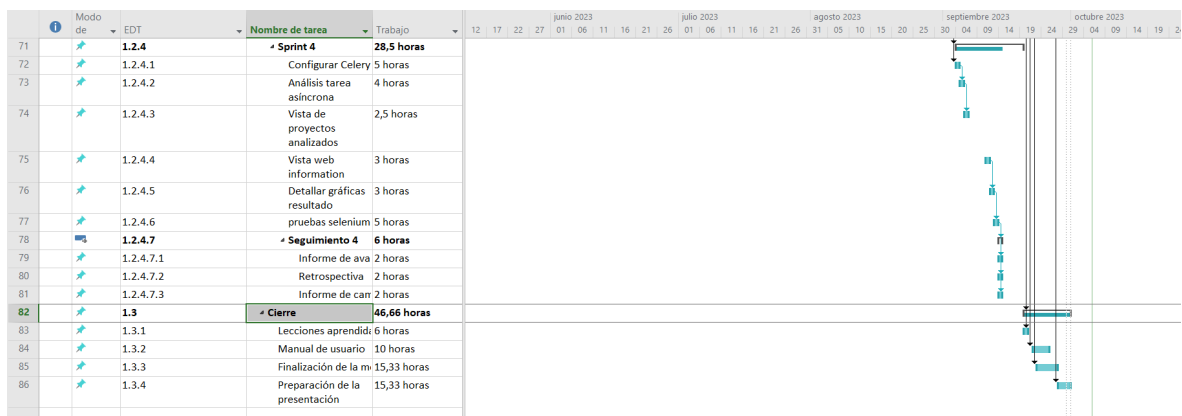 Modo de EDT Nombre de tarea Trabajo
junio 2023 julio 2023 agosto 2023 septiembre 2023 octubre 2023
12 17 22 27 01 06 11 16 21 26 01 06 11 16 21 26 31 05 10 15 20 25 30 04 09 14 19 24 29 04 09 14 19 24
71 1.2.4 Sprint 4 28,5 horas
72 1.2.4.1 Configurar Celery 5 horas
73 1.2.4.2 Análisis tarea 4 horas
asíncrona
74 1.2.4.3 Vista de 2,5 horas
proyectos
analizados
75 1.2.4.4 Vista web 3 horas
information
76 1.2.4.5 Detallar gráficas 3 horas
resultado
77 1.2.4.6 pruebas selenium 5 horas
78 1.2.4.7 Seguimiento 4 6 horas
79 1.2.4.7.1 Informe de ava 2 horas
80 1.2.4.7.2 Retrospectiva 2 horas
81 1.2.4.7.3 Informe de cam 2 horas
82 1.3 Cierre 46,66 horas
83 1.3.1 Lecciones aprendida 6 horas
84 1.3.2 Manual de usuario 10 horas
85 1.3.3 Finalización de la me 15,33 horas
86 1.3.4 Preparación de la 15,33 horas
presentación